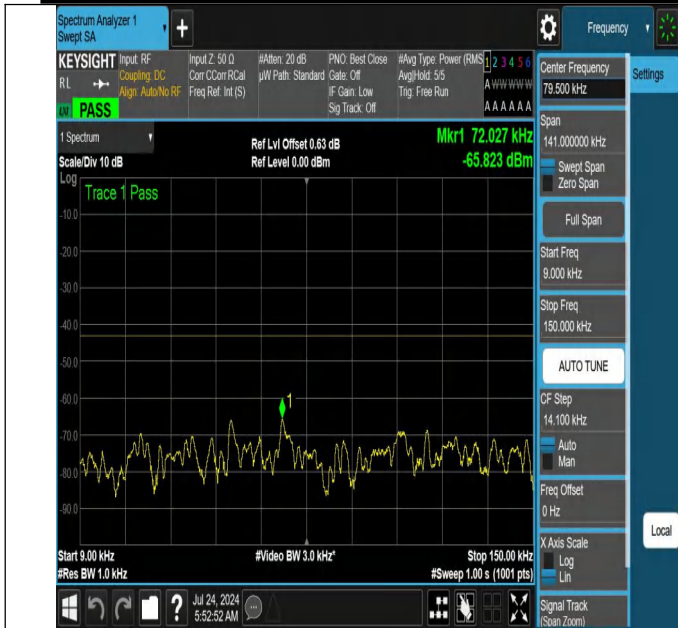 Spectrum Analyzer 1
Swept SA
+
Frequency
KEYSIGHT
RL
PASS
Input: RF
Coupling: DC
Align: Auto/No RF
Input Z: 50 Ω
Corr CCorr RCal
Freq Ref: Int (S)
#Atten: 20 dB
µW Path: Standard
PNO: Best Close
Gate: Off
IF Gain: Low
Sig Track: Off
#Avg Type: Power (RMS
Avg|Hold: 5/5
Trig: Free Run
1 2 3 4 5 6
A W W W W W
A A A A A A
1 Spectrum
Scale/Div 10 dB
Log
Ref Lvl Offset 0.63 dB
Ref Level 0.00 dBm
Mkr1 72.027 kHz
-65.823 dBm
Trace 1 Pass
-10.0
-20.0
-30.0
-40.0
-50.0
-60.0
-70.0
-80.0
-90.0
1
Start 9.00 kHz
#Res BW 1.0 kHz
#Video BW 3.0 kHz*
Stop 150.00 kHz
#Sweep 1.00 s (1001 pts)
?
Jul 24, 2024
5:52:52 AM
Center Frequency
79.500 kHz
Span
141.000000 kHz
Swept Span
Zero Span
Full Span
Start Freq
9.000 kHz
Stop Freq
150.000 kHz
AUTO TUNE
CF Step
14.100 kHz
Auto
Man
Freq Offset
0 Hz
X Axis Scale
Log
Lin
Signal Track
(Span Zoom)
Settings
Local